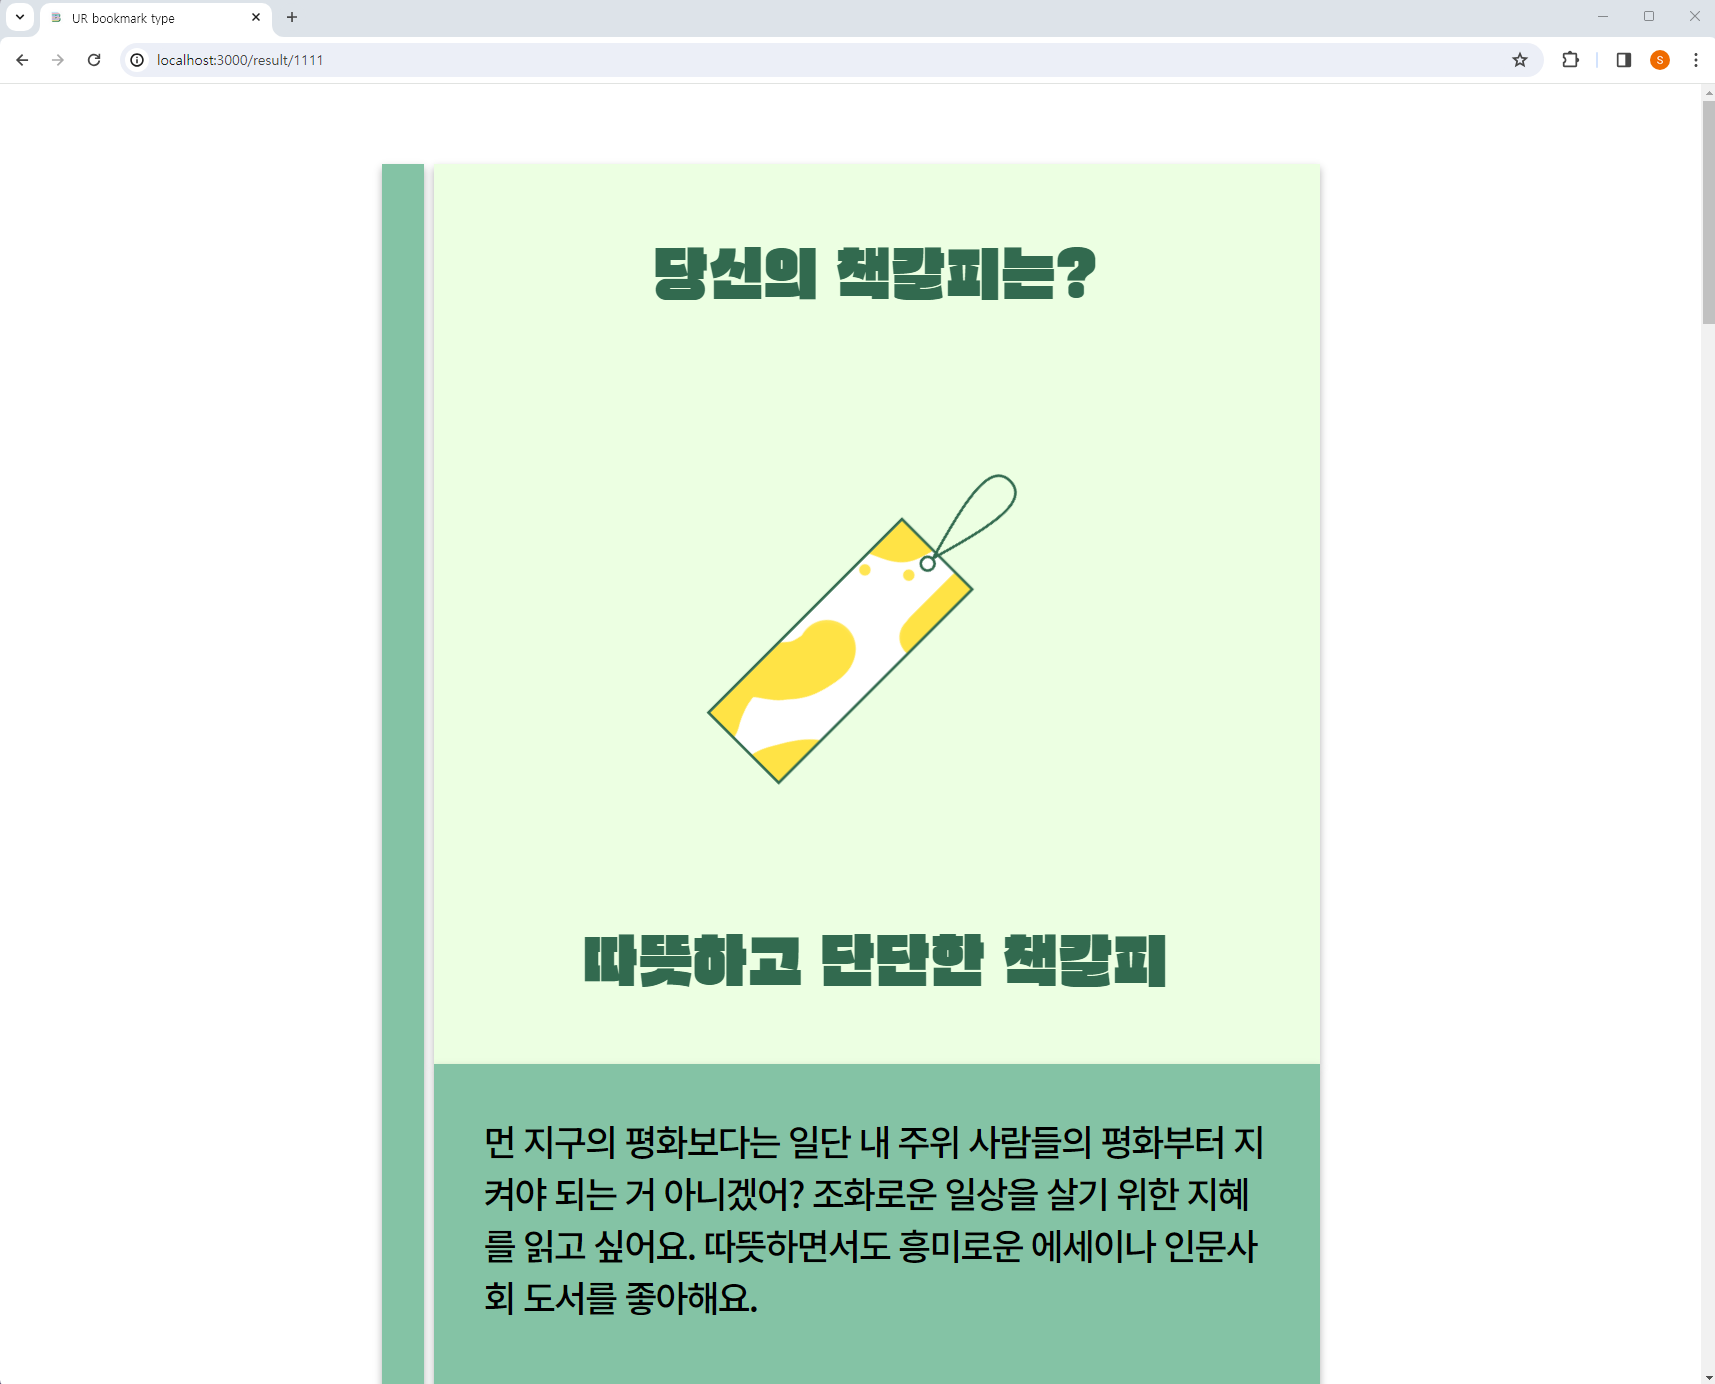 UR bookmark type
localhost:3000/result/1111
S
당신의 책갈피는?
따뜻하고 단단한 책갈피
먼 지구의 평화보다는 일단 내 주위 사람들의 평화부터 지
켜야 되는 거 아니겠어? 조화로운 일상을 살기 위한 지혜
를 읽고 싶어요. 따뜻하면서도 흥미로운 에세이나 인문사
회 도서를 좋아해요.